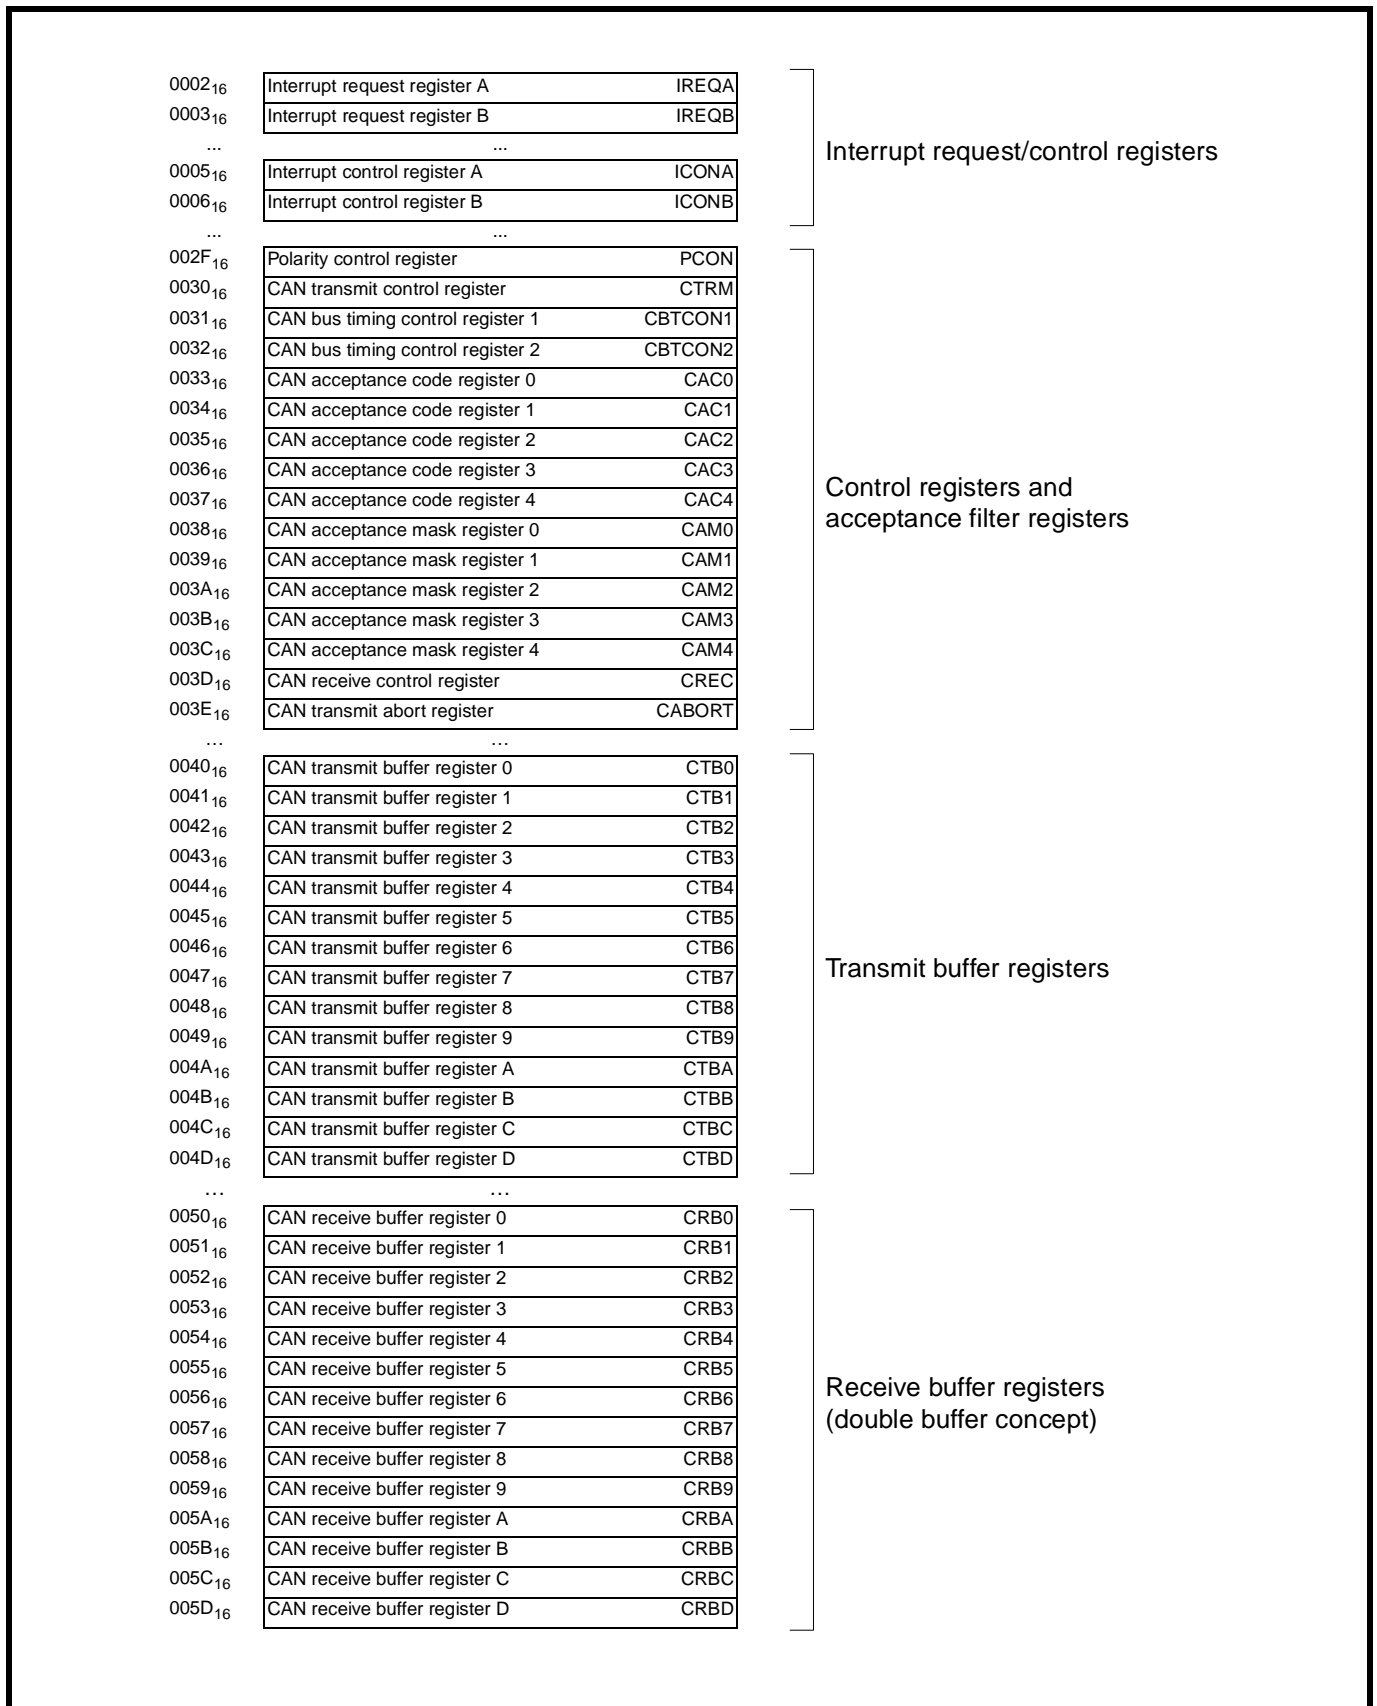 0002₁₆ Interrupt request register A IREQA
0003₁₆ Interrupt request register B IREQB
... ...
Interrupt request/control registers
0005₁₆ Interrupt control register A ICONA
0006₁₆ Interrupt control register B ICONB
... ...
002F₁₆ Polarity control register PCON
0030₁₆ CAN transmit control register CTRM
0031₁₆ CAN bus timing control register 1 CBTCON1
0032₁₆ CAN bus timing control register 2 CBTCON2
0033₁₆ CAN acceptance code register 0 CAC0
0034₁₆ CAN acceptance code register 1 CAC1
0035₁₆ CAN acceptance code register 2 CAC2
0036₁₆ CAN acceptance code register 3 CAC3
0037₁₆ CAN acceptance code register 4 CAC4
Control registers and
acceptance filter registers
0038₁₆ CAN acceptance mask register 0 CAM0
0039₁₆ CAN acceptance mask register 1 CAM1
003A₁₆ CAN acceptance mask register 2 CAM2
003B₁₆ CAN acceptance mask register 3 CAM3
003C₁₆ CAN acceptance mask register 4 CAM4
003D₁₆ CAN receive control register CREC
003E₁₆ CAN transmit abort register CABORT
... ...
0040₁₆ CAN transmit buffer register 0 CTB0
0041₁₆ CAN transmit buffer register 1 CTB1
0042₁₆ CAN transmit buffer register 2 CTB2
0043₁₆ CAN transmit buffer register 3 CTB3
0044₁₆ CAN transmit buffer register 4 CTB4
0045₁₆ CAN transmit buffer register 5 CTB5
0046₁₆ CAN transmit buffer register 6 CTB6
Transmit buffer registers
0047₁₆ CAN transmit buffer register 7 CTB7
0048₁₆ CAN transmit buffer register 8 CTB8
0049₁₆ CAN transmit buffer register 9 CTB9
004A₁₆ CAN transmit buffer register A CTBA
004B₁₆ CAN transmit buffer register B CTBB
004C₁₆ CAN transmit buffer register C CTBC
004D₁₆ CAN transmit buffer register D CTBD
... ...
0050₁₆ CAN receive buffer register 0 CRB0
0051₁₆ CAN receive buffer register 1 CRB1
0052₁₆ CAN receive buffer register 2 CRB2
0053₁₆ CAN receive buffer register 3 CRB3
0054₁₆ CAN receive buffer register 4 CRB4
0055₁₆ CAN receive buffer register 5 CRB5
0056₁₆ CAN receive buffer register 6 CRB6
Receive buffer registers
(double buffer concept)
0057₁₆ CAN receive buffer register 7 CRB7
0058₁₆ CAN receive buffer register 8 CRB8
0059₁₆ CAN receive buffer register 9 CRB9
005A₁₆ CAN receive buffer register A CRBA
005B₁₆ CAN receive buffer register B CRBB
005C₁₆ CAN receive buffer register C CRBC
005D₁₆ CAN receive buffer register D CRBD